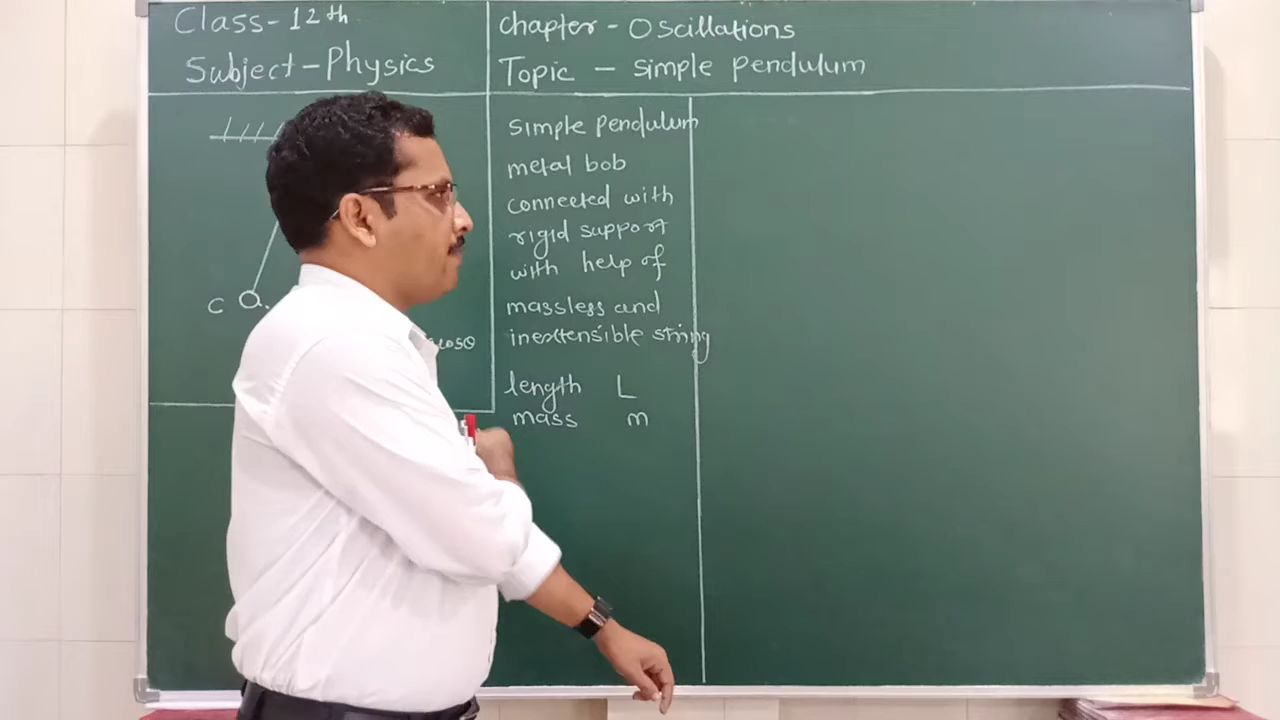 Class-12th
Subject-Physics
Chapter - Oscillations
Topic - simple pendulum
C
cosθ
simple pendulum
metal bob
connected with
rigid support
with help of
massless and
inextensible string
length L
mass m